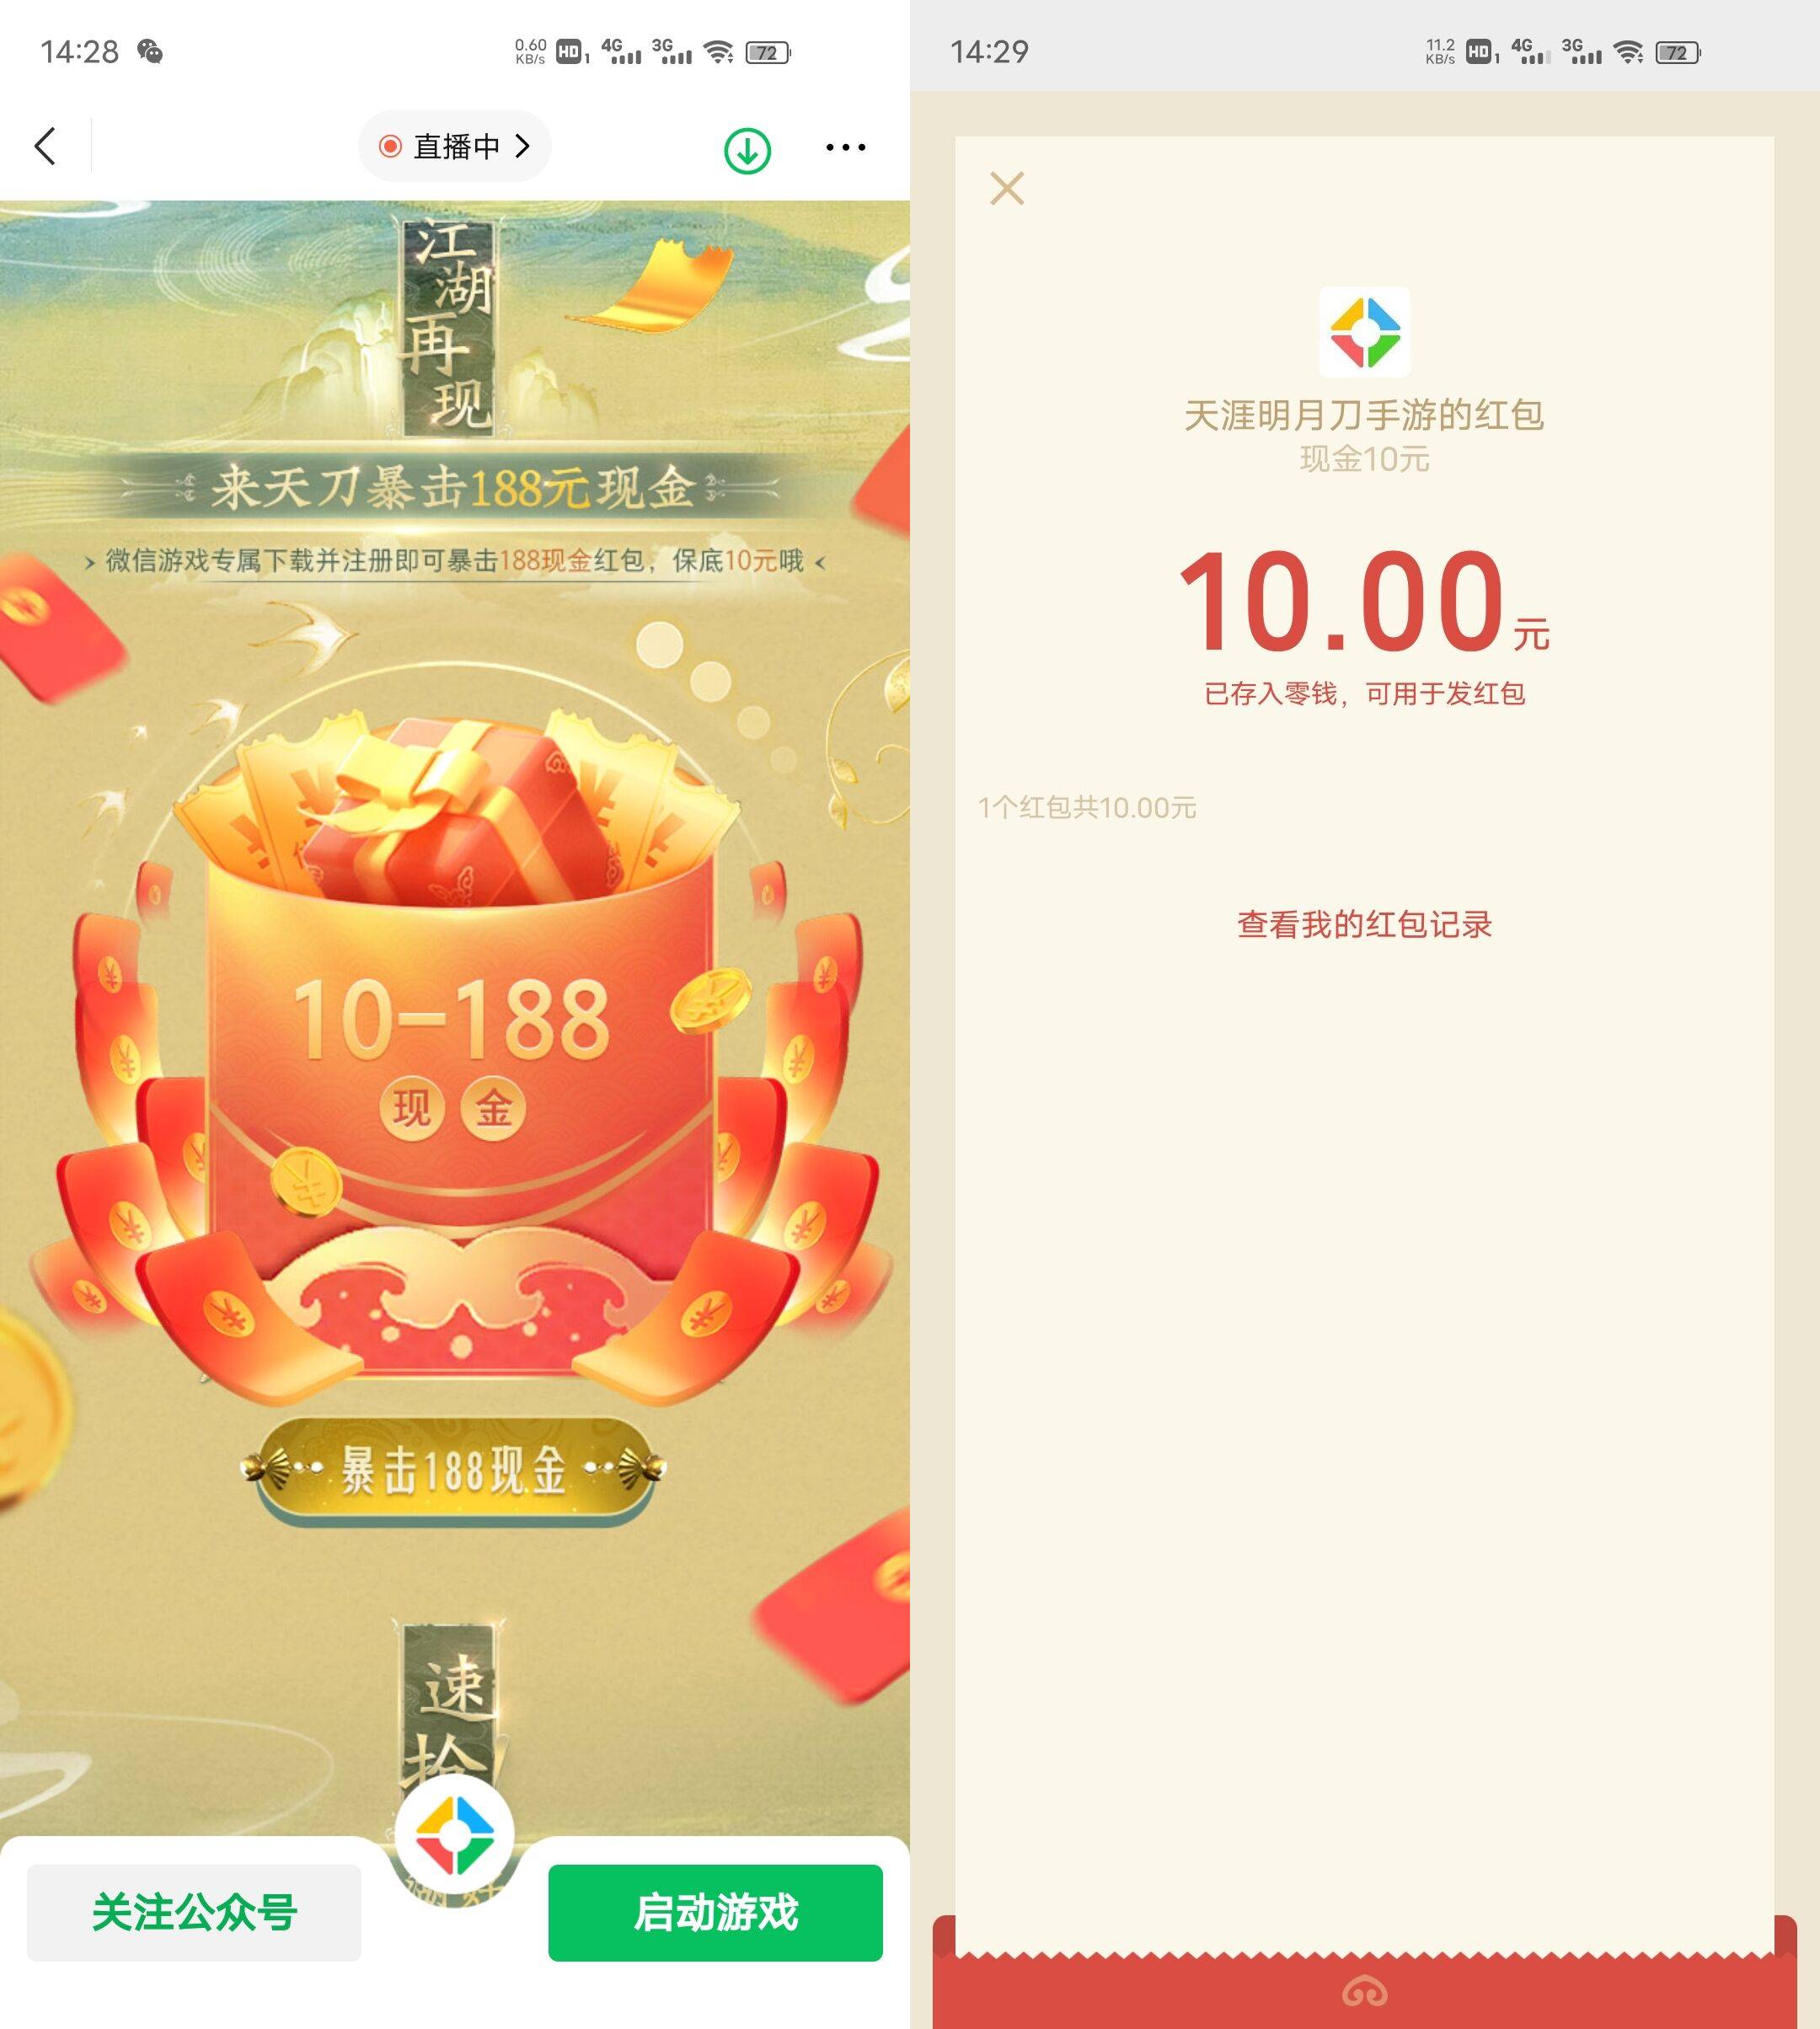 14:28
0.60
KB/s
HD 1
4G
3G
72
直播中
江湖再现
来天刀暴击188元现金
微信游戏专属下载并注册即可暴击188现金红包，保底10元哦
10-188
现金
暴击188现金
速
抢
关注公众号
启动游戏
14:29
11.2
KB/s
HD 1
4G
3G
72
天涯明月刀手游的红包
现金10元
10.00元
已存入零钱，可用于发红包
1个红包共10.00元
查看我的红包记录